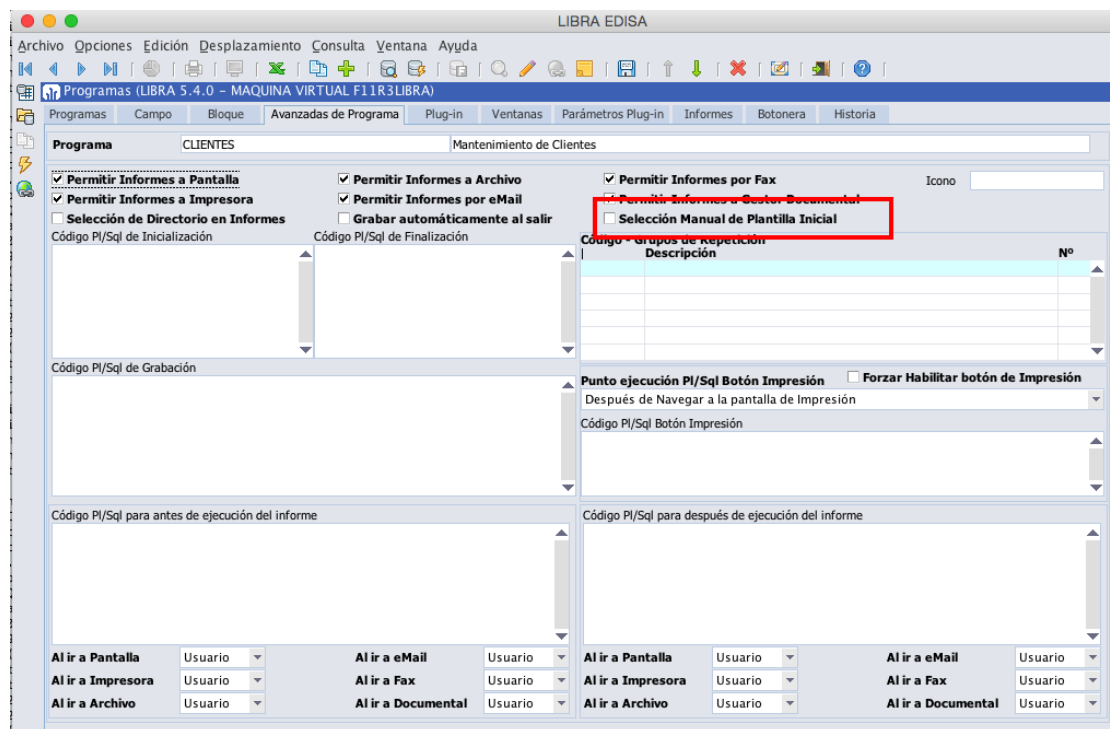 LIBRA EDISA
Archivo Opciones Edición Desplazamiento Consulta Ventana Ayuda
Programas (LIBRA 5.4.0 – MAQUINA VIRTUAL F11R3LIBRA)
Programas Campo Bloque Avanzadas de Programa Plug-in Ventanas Parámetros Plug-in Informes Botonera Historia
Programa CLIENTES Mantenimiento de Clientes
Permitir Informes a Pantalla Permitir Informes a Archivo Permitir Informes por Fax Icono
Permitir Informes a Impresora Permitir Informes por eMail Permitir Informes a Gestor Documental
Selección de Directorio en Informes Grabar automáticamente al salir Selección Manual de Plantilla Inicial
Código Pl/Sql de Inicialización Código Pl/Sql de Finalización Código - Grupos de Repetición
Descripción Nº
Código Pl/Sql de Grabación
Punto ejecución Pl/Sql Botón Impresión Forzar Habilitar botón de Impresión
Después de Navegar a la pantalla de Impresión
Código Pl/Sql Botón Impresión
Código Pl/Sql para antes de ejecución del informe Código Pl/Sql para después de ejecución del informe
Al ir a Pantalla Usuario Al ir a eMail Usuario Al ir a Pantalla Usuario Al ir a eMail Usuario
Al ir a Impresora Usuario Al ir a Fax Usuario Al ir a Impresora Usuario Al ir a Fax Usuario
Al ir a Archivo Usuario Al ir a Documental Usuario Al ir a Archivo Usuario Al ir a Documental Usuario